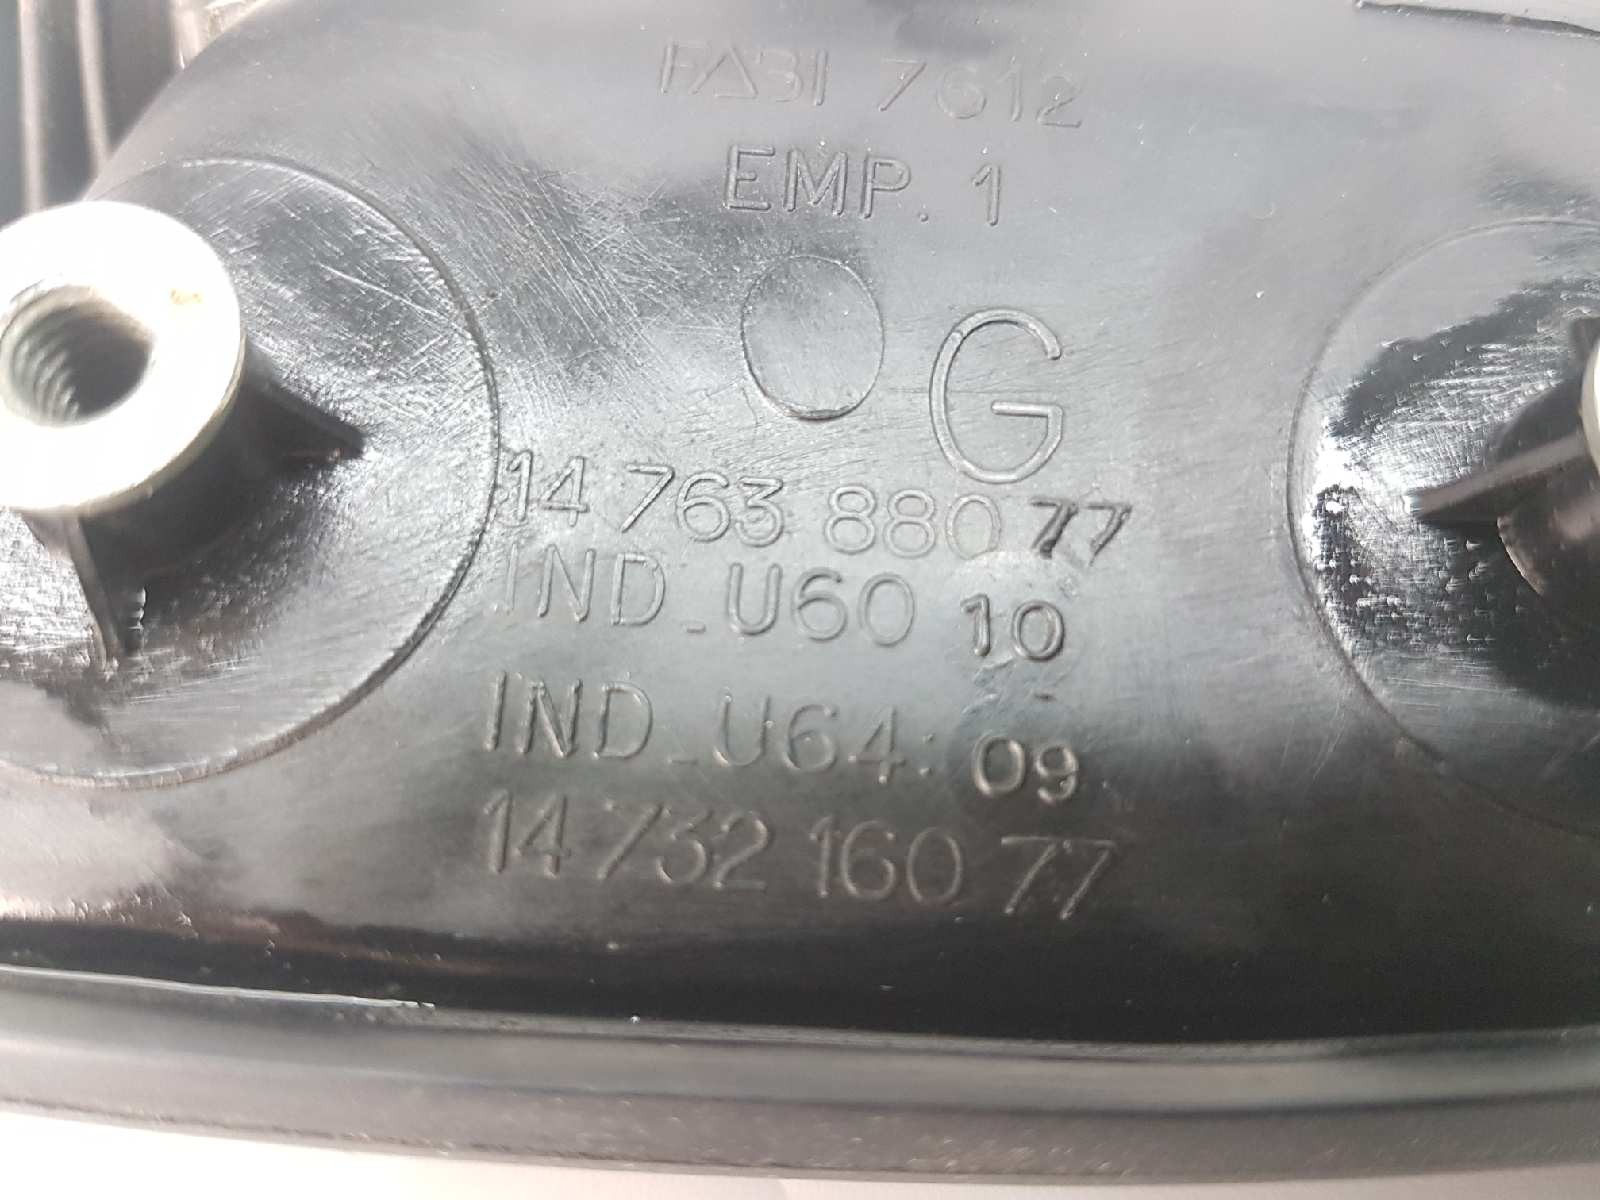 FABI 7612
EMP. 1
G
14 763 880 77
IND_U60 10
IND_U64: 09
14 732 160 77